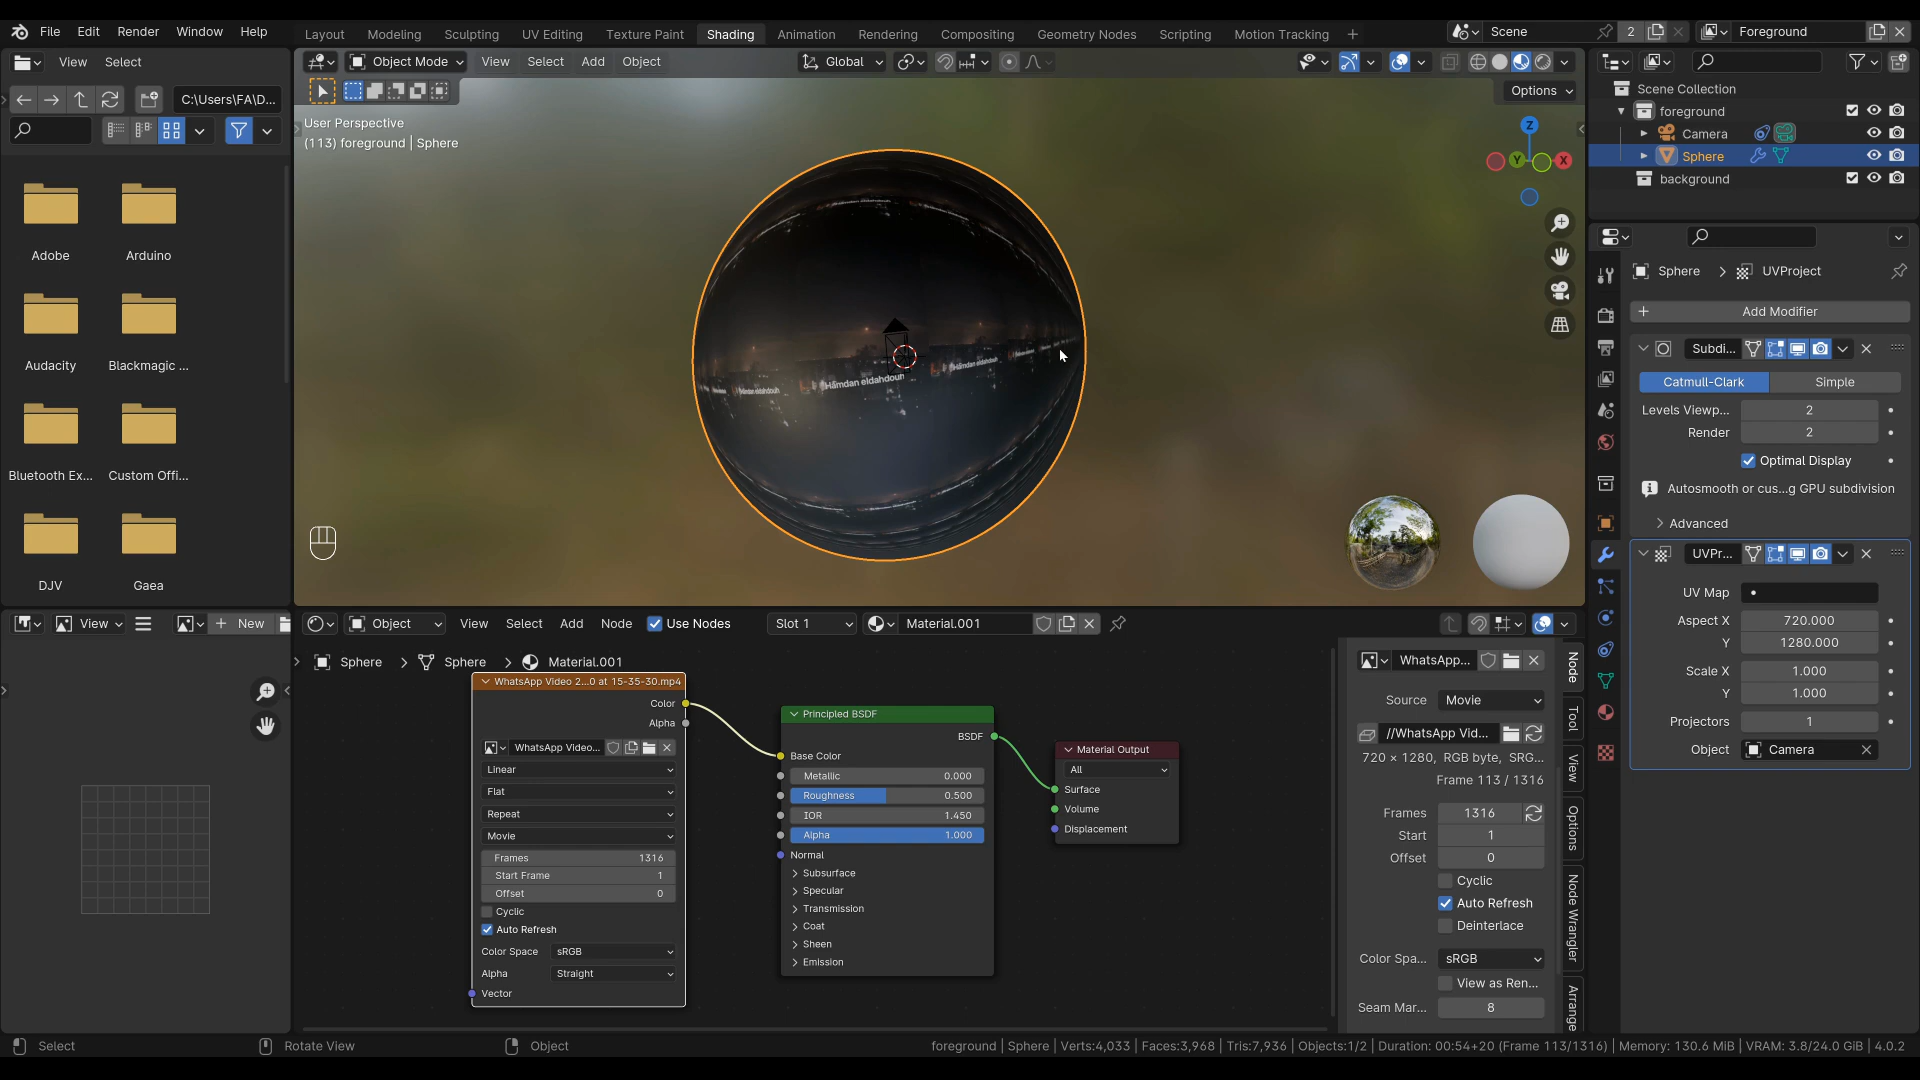 File Edit Render Window Help
Layout Modeling Sculpting UV Editing Texture Paint Shading Animation Rendering Compositing Geometry Nodes Scripting Motion Tracking +
Scene 2
Foreground
View Select
C:\Users\FA\D...
Adobe
Arduino
Audacity
Blackmagic ...
Bluetooth Ex...
Custom Offi...
DJV
Gaea
Object Mode View Select Add Object
Global
Options
User Perspective
(113) foreground | Sphere
Z
Y
X
Hamdan eldahdouh
Hamdan eldahdouh
Scene Collection
foreground
Camera
Sphere
background
Sphere > UVProject
+ Add Modifier
Subdi...
Catmull-Clark Simple
Levels Viewp... 2
Render 2
Optimal Display
Autosmooth or cus...g GPU subdivision
Advanced
UVPr...
UV Map
Aspect X 720.000
Y 1280.000
Scale X 1.000
Y 1.000
Projectors 1
Object Camera
View + New
Object View Select Add Node Use Nodes Slot 1 Material.001
Sphere > Sphere > Material.001
WhatsApp Video 2...0 at 15-35-30.mp4
Color
Alpha
WhatsApp Video...
Linear
Flat
Repeat
Movie
Frames 1316
Start Frame 1
Offset 0
Cyclic
Auto Refresh
Color Space sRGB
Alpha Straight
Vector
Principled BSDF
BSDF
Base Color
Metallic 0.000
Roughness 0.500
IOR 1.450
Alpha 1.000
Normal
Subsurface
Specular
Transmission
Coat
Sheen
Emission
Material Output
All
Surface
Volume
Displacement
WhatsApp...
Source Movie
//WhatsApp Vid...
720 × 1280, RGB byte, SRG...
Frame 113 / 1316
Frames 1316
Start 1
Offset 0
Cyclic
Auto Refresh
Deinterlace
Color Spa... sRGB
View as Ren...
Seam Mar... 8
Node
Tool
View
Options
Node Wrangler
Arrange
Select Rotate View Object
foreground | Sphere | Verts:4,033 | Faces:3,968 | Tris:7,936 | Objects:1/2 | Duration: 00:54+20 (Frame 113/1316) | Memory: 130.6 MiB | VRAM: 3.8/24.0 GiB | 4.0.2